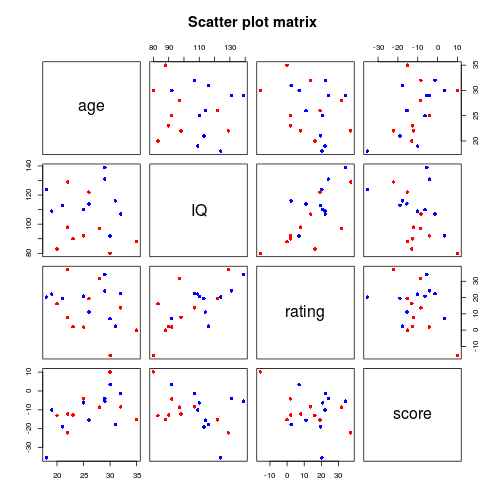 Scatter plot matrix
80 90 110 130
-30 -20 -10 0 10
age
20 25 30 35
80 100 120 140
IQ
rating
0 10 20 30
-30 -20 -10 0 10
score
20 25 30 35
-10 0 10 20 30